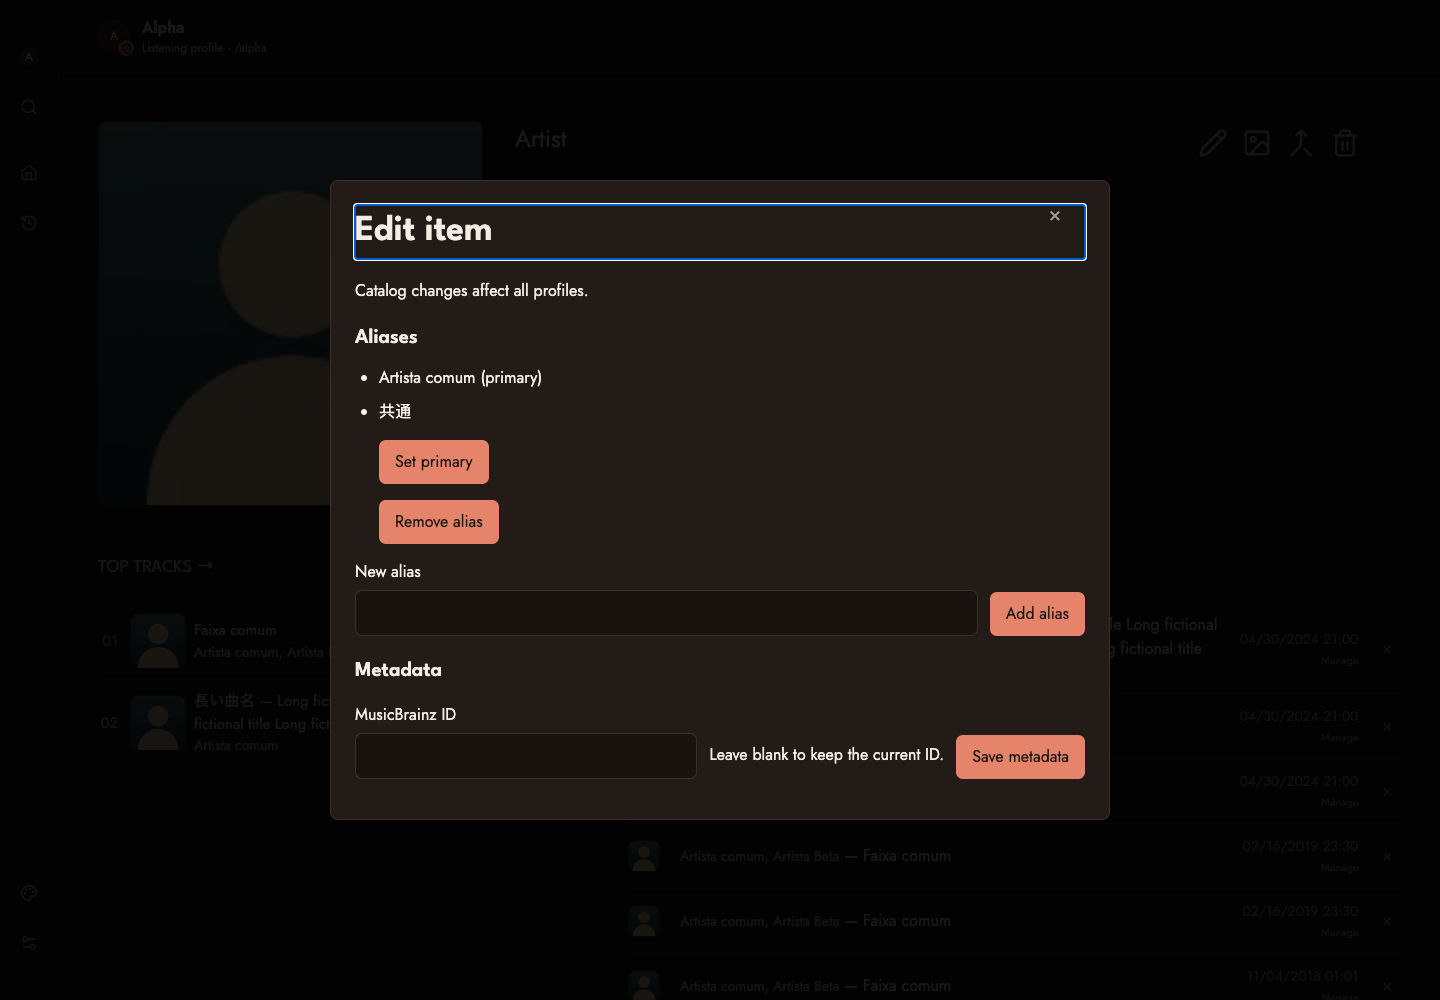 A
A
Alpha
Listening profile · /alpha
Artist
Edit item
×
Catalog changes affect all profiles.
Aliases
• Artista comum (primary)
• 共通
Set primary
Remove alias
New alias
Add alias
Metadata
MusicBrainz ID
Leave blank to keep the current ID.
Save metadata
TOP TRACKS →
01
Faixa comum
Artista comum, Artista
02
長い曲名 — Long
fictional title Long
Artista comum
Long fictional
fictional title
04/30/2024 21:00
Manage
×
04/30/2024 21:00
Manage
×
04/30/2024 21:00
Manage
×
Artista comum, Artista Beta — Faixa comum
02/16/2019 23:30
Manage
×
Artista comum, Artista Beta — Faixa comum
02/16/2019 23:30
Manage
×
Artista comum, Artista Beta — Faixa comum
11/04/2018 01:01
Manage
×